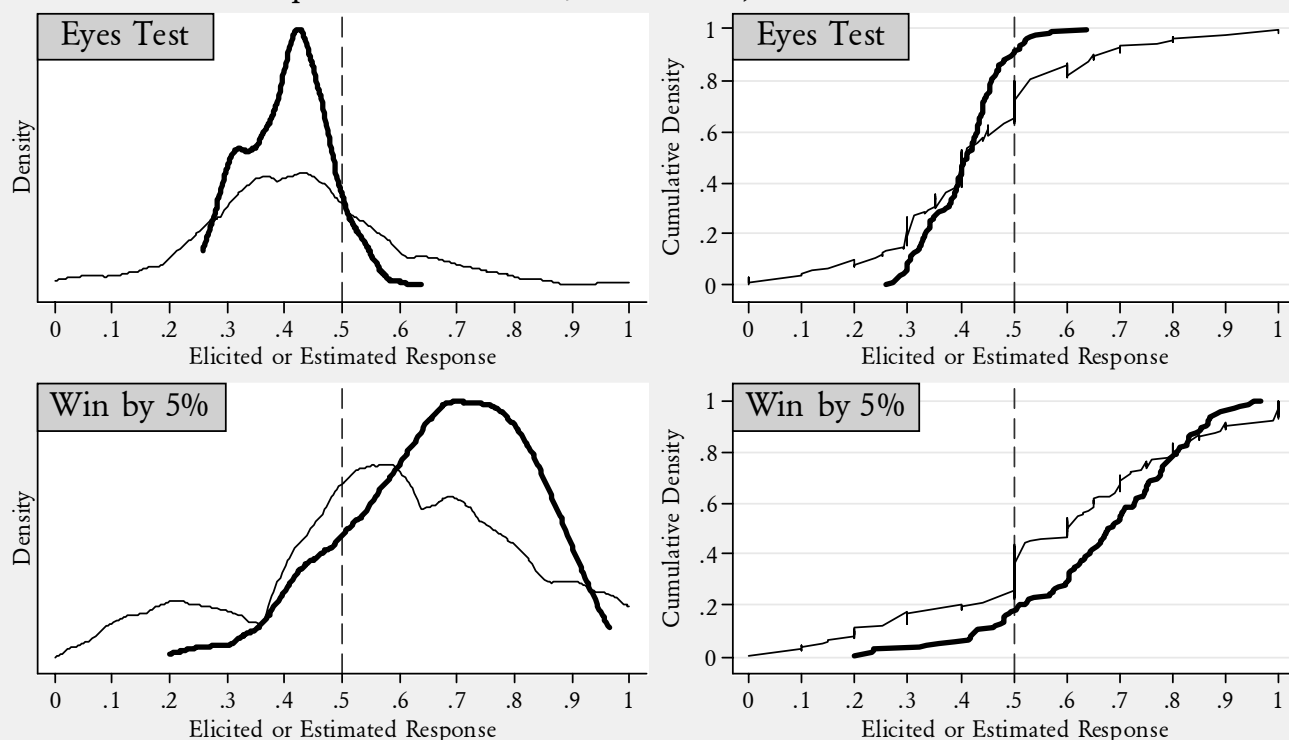 Eyes Test
Density
0 .1 .2 .3 .4 .5 .6 .7 .8 .9 1
Elicited or Estimated Response
Eyes Test
Cumulative Density
1
.8
.6
.4
.2
0
0 .1 .2 .3 .4 .5 .6 .7 .8 .9 1
Elicited or Estimated Response
Win by 5%
Density
0 .1 .2 .3 .4 .5 .6 .7 .8 .9 1
Elicited or Estimated Response
Win by 5%
Cumulative Density
1
.8
.6
.4
.2
0
0 .1 .2 .3 .4 .5 .6 .7 .8 .9 1
Elicited or Estimated Response